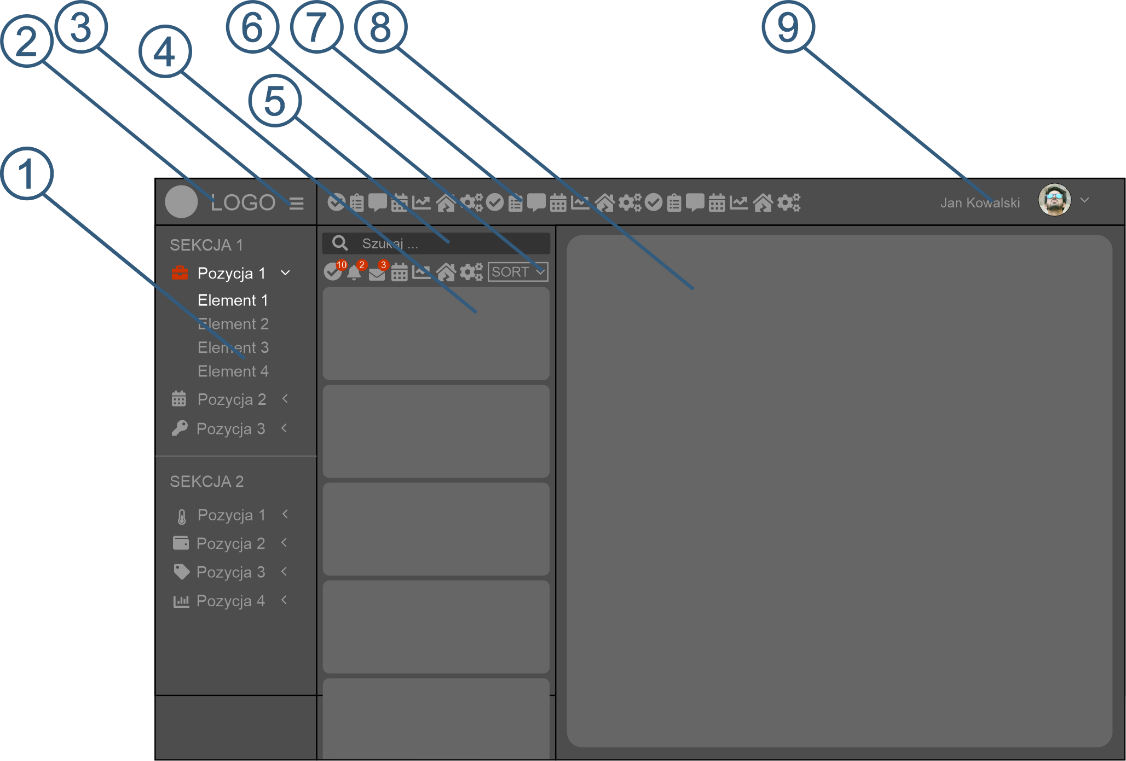 2
3
4
6
7
8
9
5
1
LOGO
Jan Kowalski
SEKCJA 1
Szukaj ...
Pozycja 1
10
2
3
SORT
Element 1
Element 2
Element 3
Element 4
Pozycja 2
Pozycja 3
SEKCJA 2
Pozycja 1
Pozycja 2
Pozycja 3
Pozycja 4